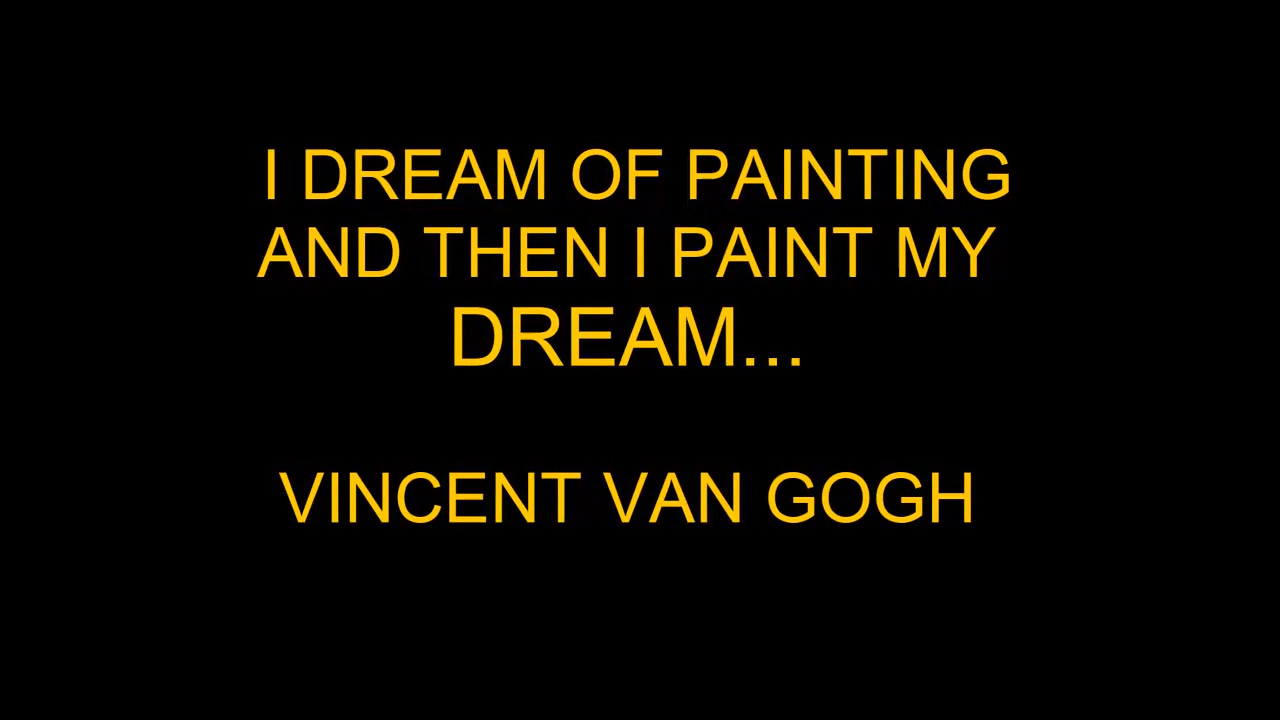 I DREAM OF PAINTING
AND THEN I PAINT MY
DREAM...
VINCENT VAN GOGH